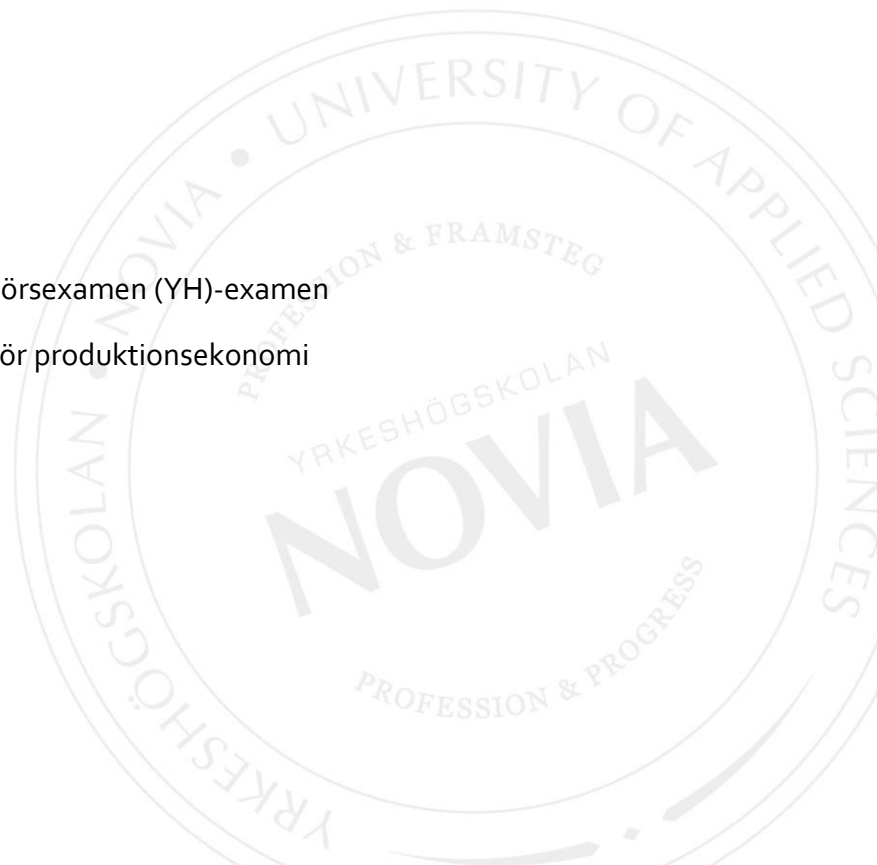 UNIVERSITY OF APPLIED SCIENCES
YRKESHÖGSKOLAN • NOVIA •
PROFESSION & FRAMSTEG
örsexamen (YH)-examen
ör produktionsekonomi
YRKESHÖGSKOLAN
NOVIA
PROFESSION & PROGRESS